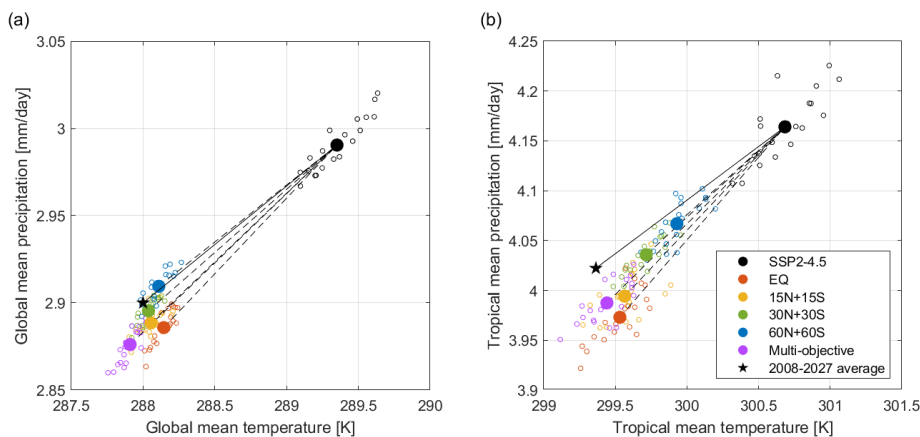 (a)
3.05
3
2.95
2.9
2.85
Global mean precipitation [mm/day]
287.5
288
288.5
289
289.5
290
Global mean temperature [K]
(b)
4.25
4.2
4.15
4.1
4.05
4
3.95
3.9
Tropical mean precipitation [mm/day]
299
299.5
300
300.5
301
301.5
Tropical mean temperature [K]
SSP2-4.5
EQ
15N+15S
30N+30S
60N+60S
Multi-objective
2008-2027 average